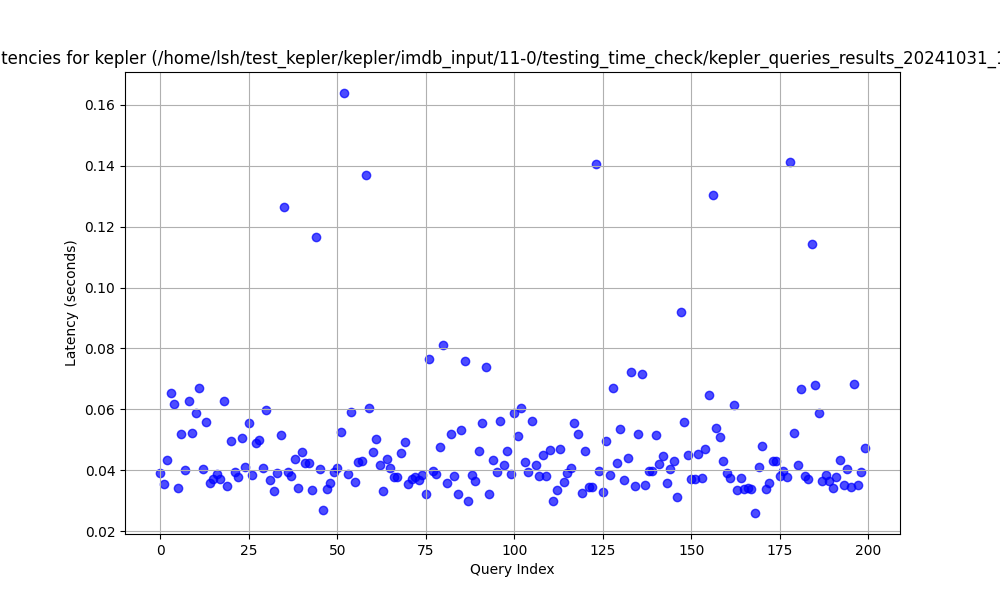 tencies for kepler (/home/lsh/test_kepler/kepler/imdb_input/11-0/testing_time_check/kepler_queries_results_20241031_1
0.16
0.14
0.12
0.10
0.08
0.06
0.04
0.02
Latency (seconds)
0 25 50 75 100 125 150 175 200
Query Index